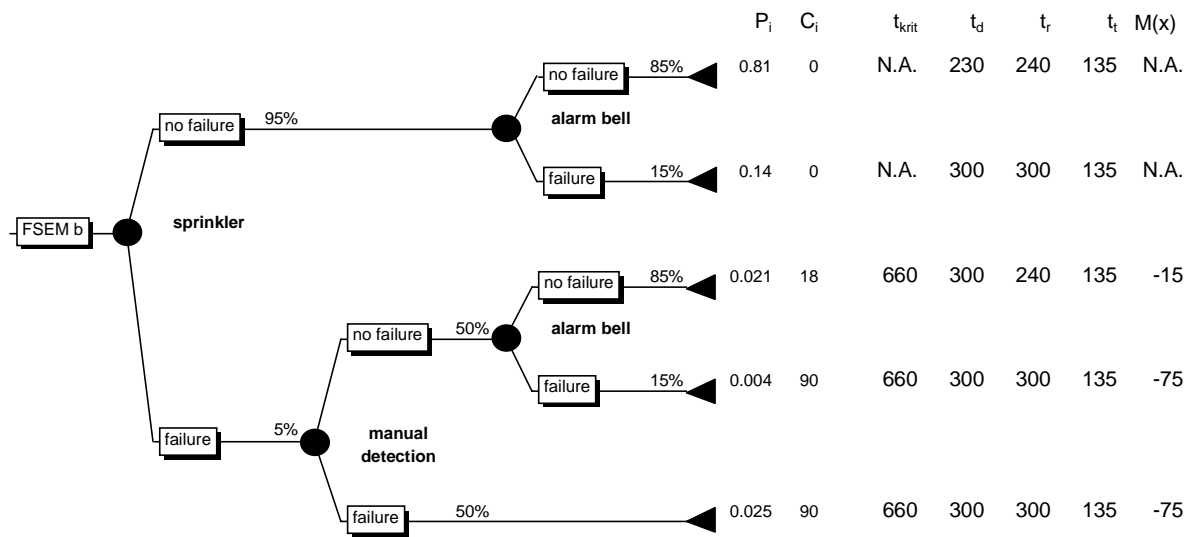 Pi Ci tkrit td tr tt M(x)
no failure 85% 0.81 0 N.A. 230 240 135 N.A.
alarm bell
no failure 95%
failure 15% 0.14 0 N.A. 300 300 135 N.A.
FSEM b
sprinkler
no failure 85% 0.021 18 660 300 240 135 -15
no failure 50% alarm bell
failure 15% 0.004 90 660 300 300 135 -75
failure 5%
manual
detection
failure 50% 0.025 90 660 300 300 135 -75